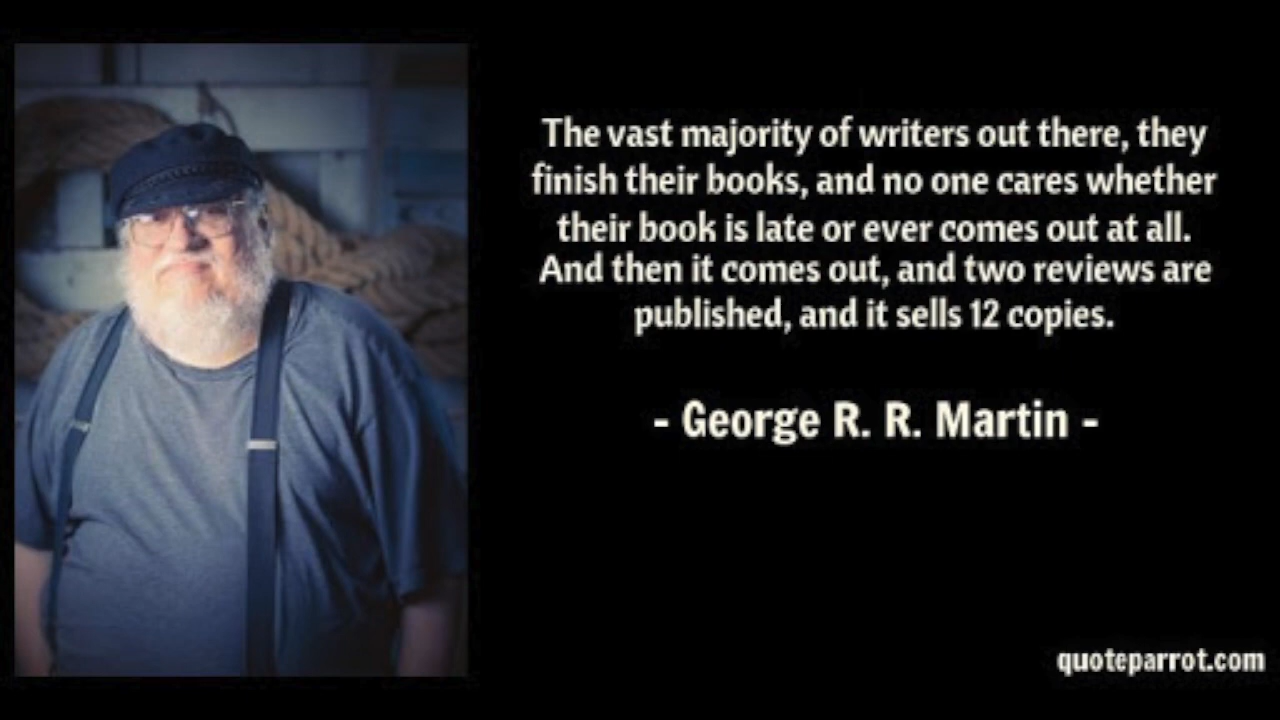 The vast majority of writers out there, they
finish their books, and no one cares whether
their book is late or ever comes out at all.
And then it comes out, and two reviews are
published, and it sells 12 copies.
- George R. R. Martin -
quoteparrot.com